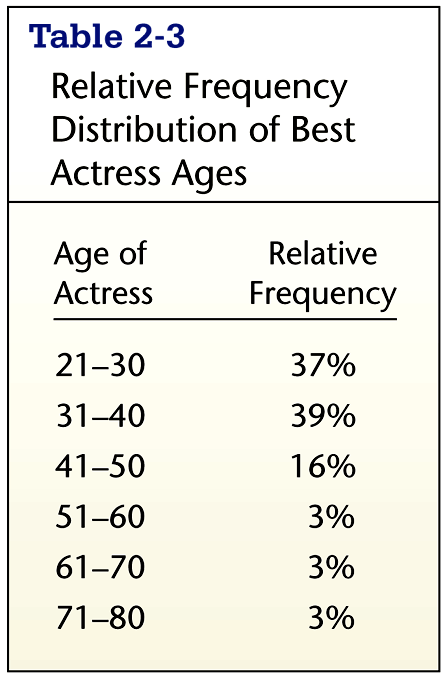 Table 2-3
Relative Frequency
Distribution of Best
Actress Ages
Age of Relative
Actress Frequency
21–30 37%
31–40 39%
41–50 16%
51–60 3%
61–70 3%
71–80 3%